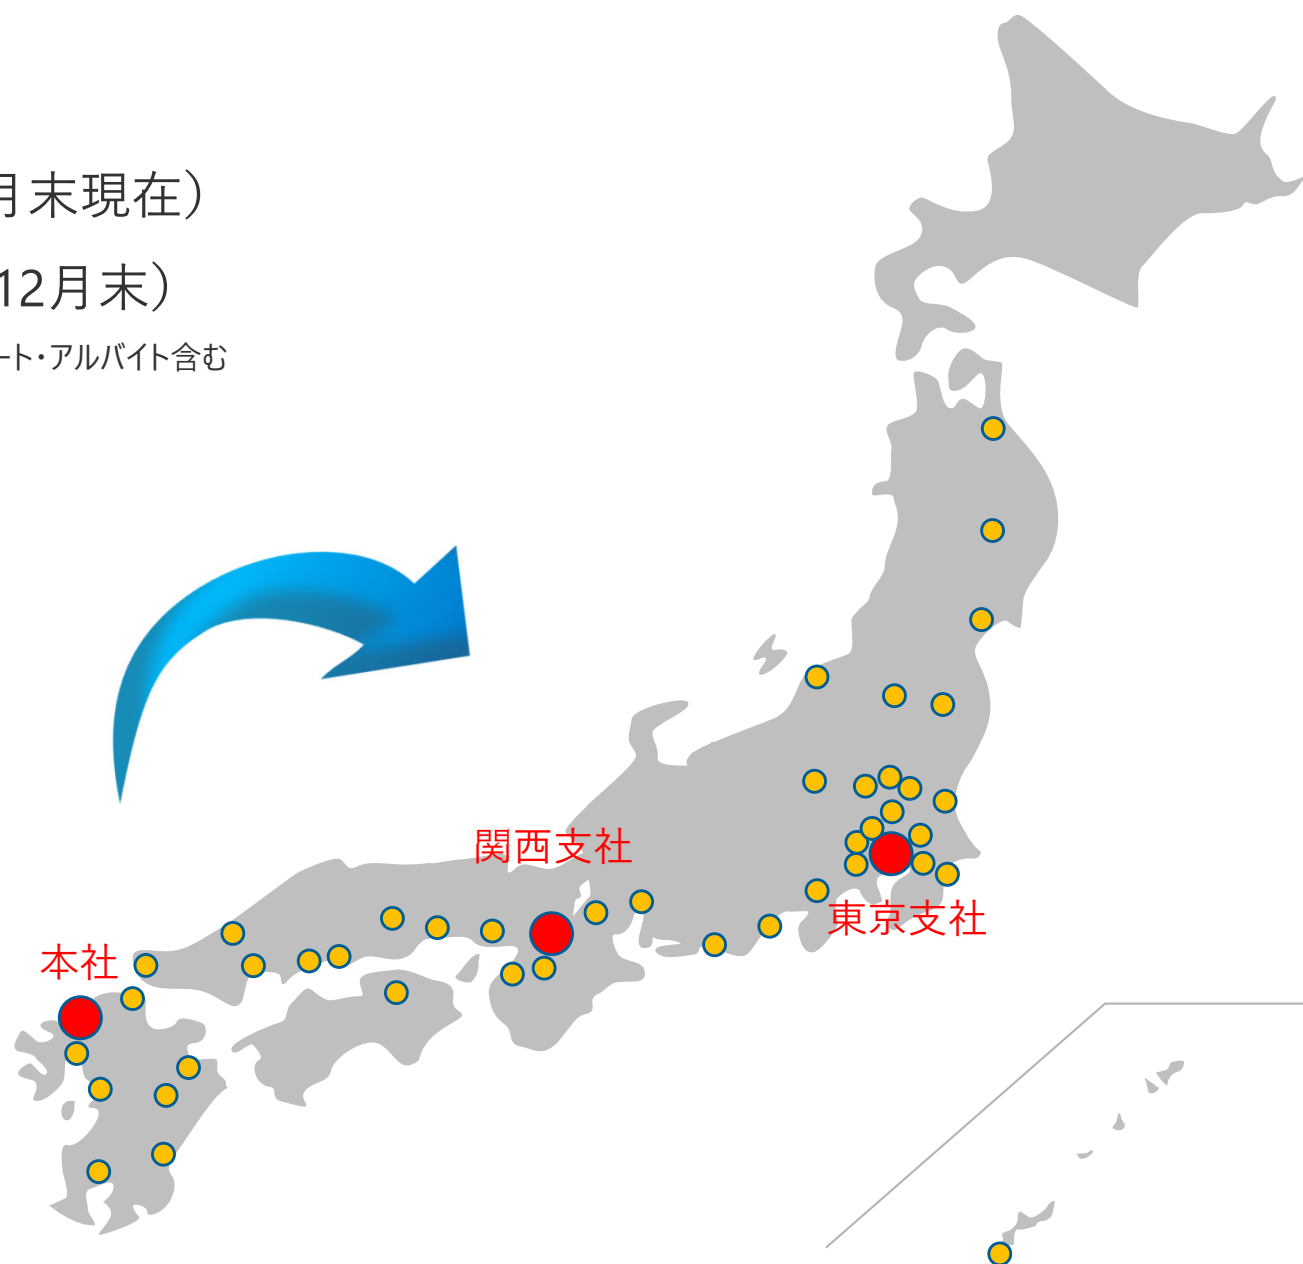 月末現在）
12月末）
ート・アルバイト含む
関西支社
東京支社
本社